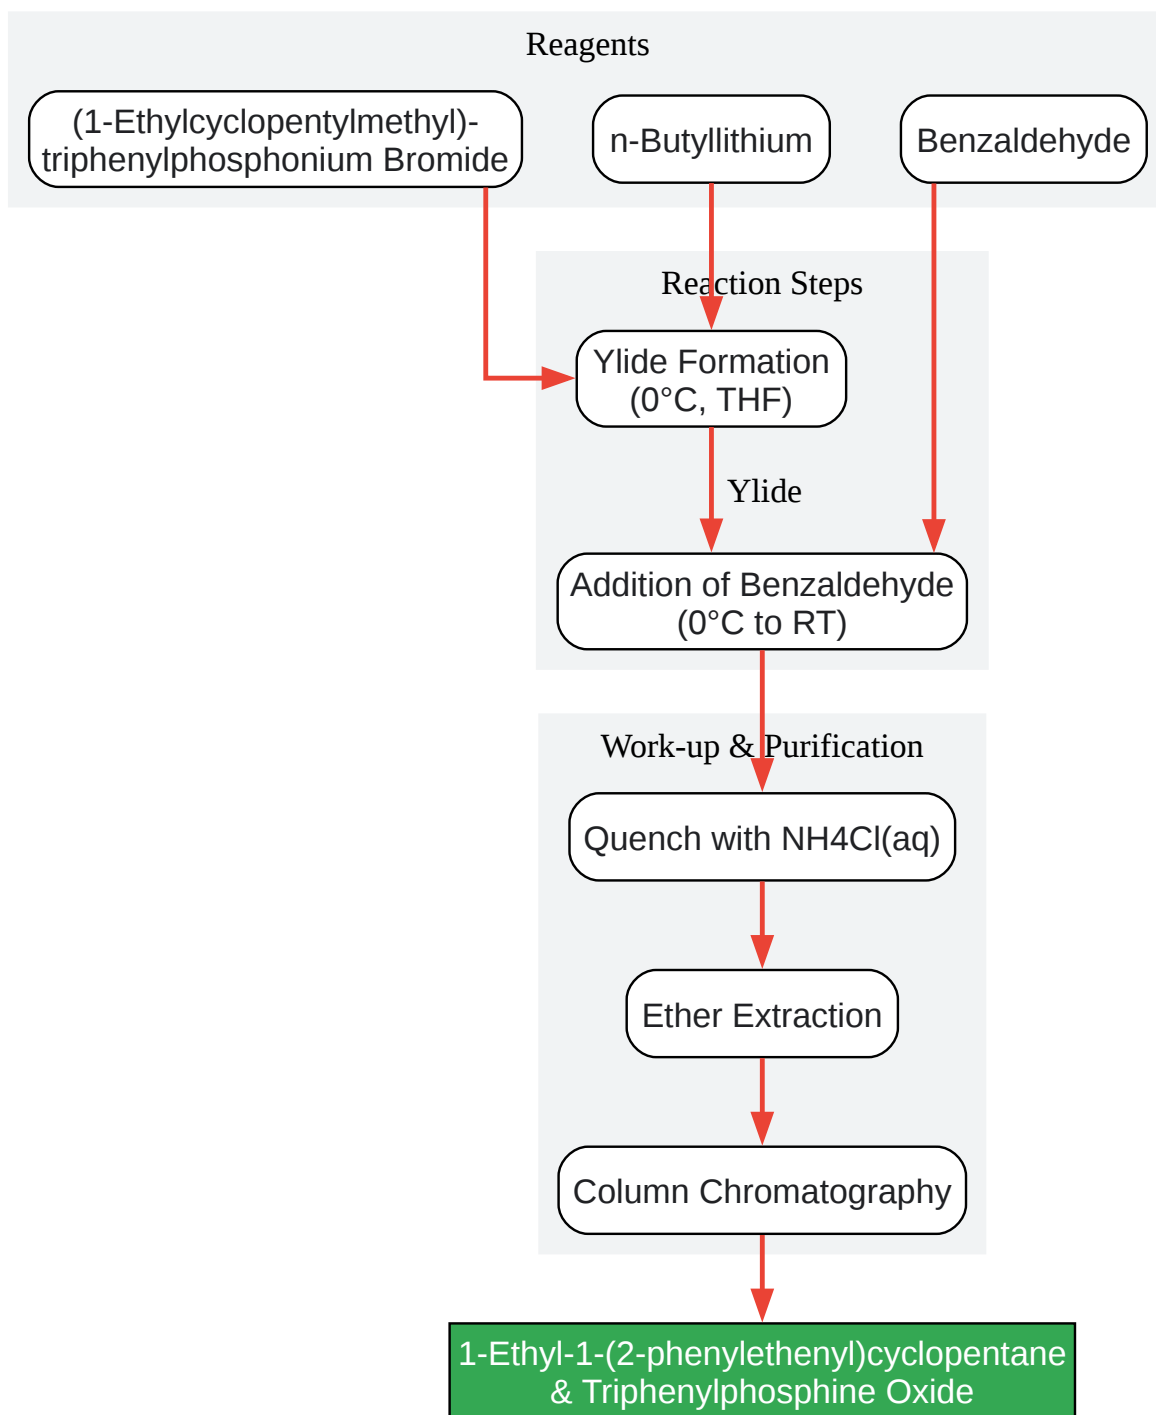 Reagents
(1-Ethylcyclopentylmethyl)-
triphenylphosphonium Bromide
n-Butyllithium
Benzaldehyde
Reaction Steps
Ylide Formation
(0°C, THF)
Ylide
Addition of Benzaldehyde
(0°C to RT)
Work-up & Purification
Quench with NH4Cl(aq)
Ether Extraction
Column Chromatography
1-Ethyl-1-(2-phenylethenyl)cyclopentane
& Triphenylphosphine Oxide